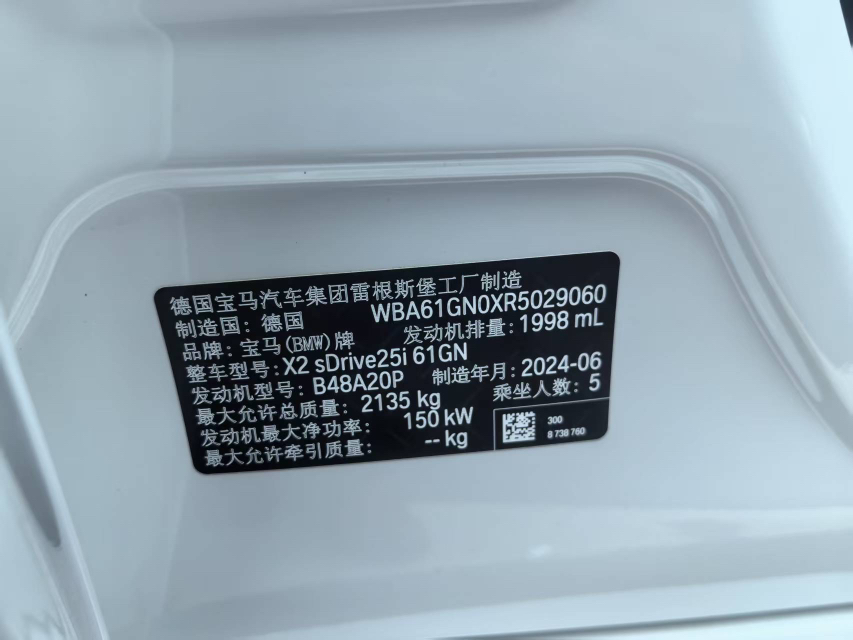 德国宝马汽车集团雷根斯堡工厂制造
制造国: 德国 WBA61GN0XR5029060
品牌: 宝马(BMW)牌 发动机排量: 1998 mL
整车型号: X2 sDrive25i 61GN
发动机型号: B48A20P 制造年月: 2024-06
最大允许总质量: 2135 kg 乘坐人数: 5
发动机最大净功率: 150 kW
最大允许牵引质量: -- kg
300
8 738 760